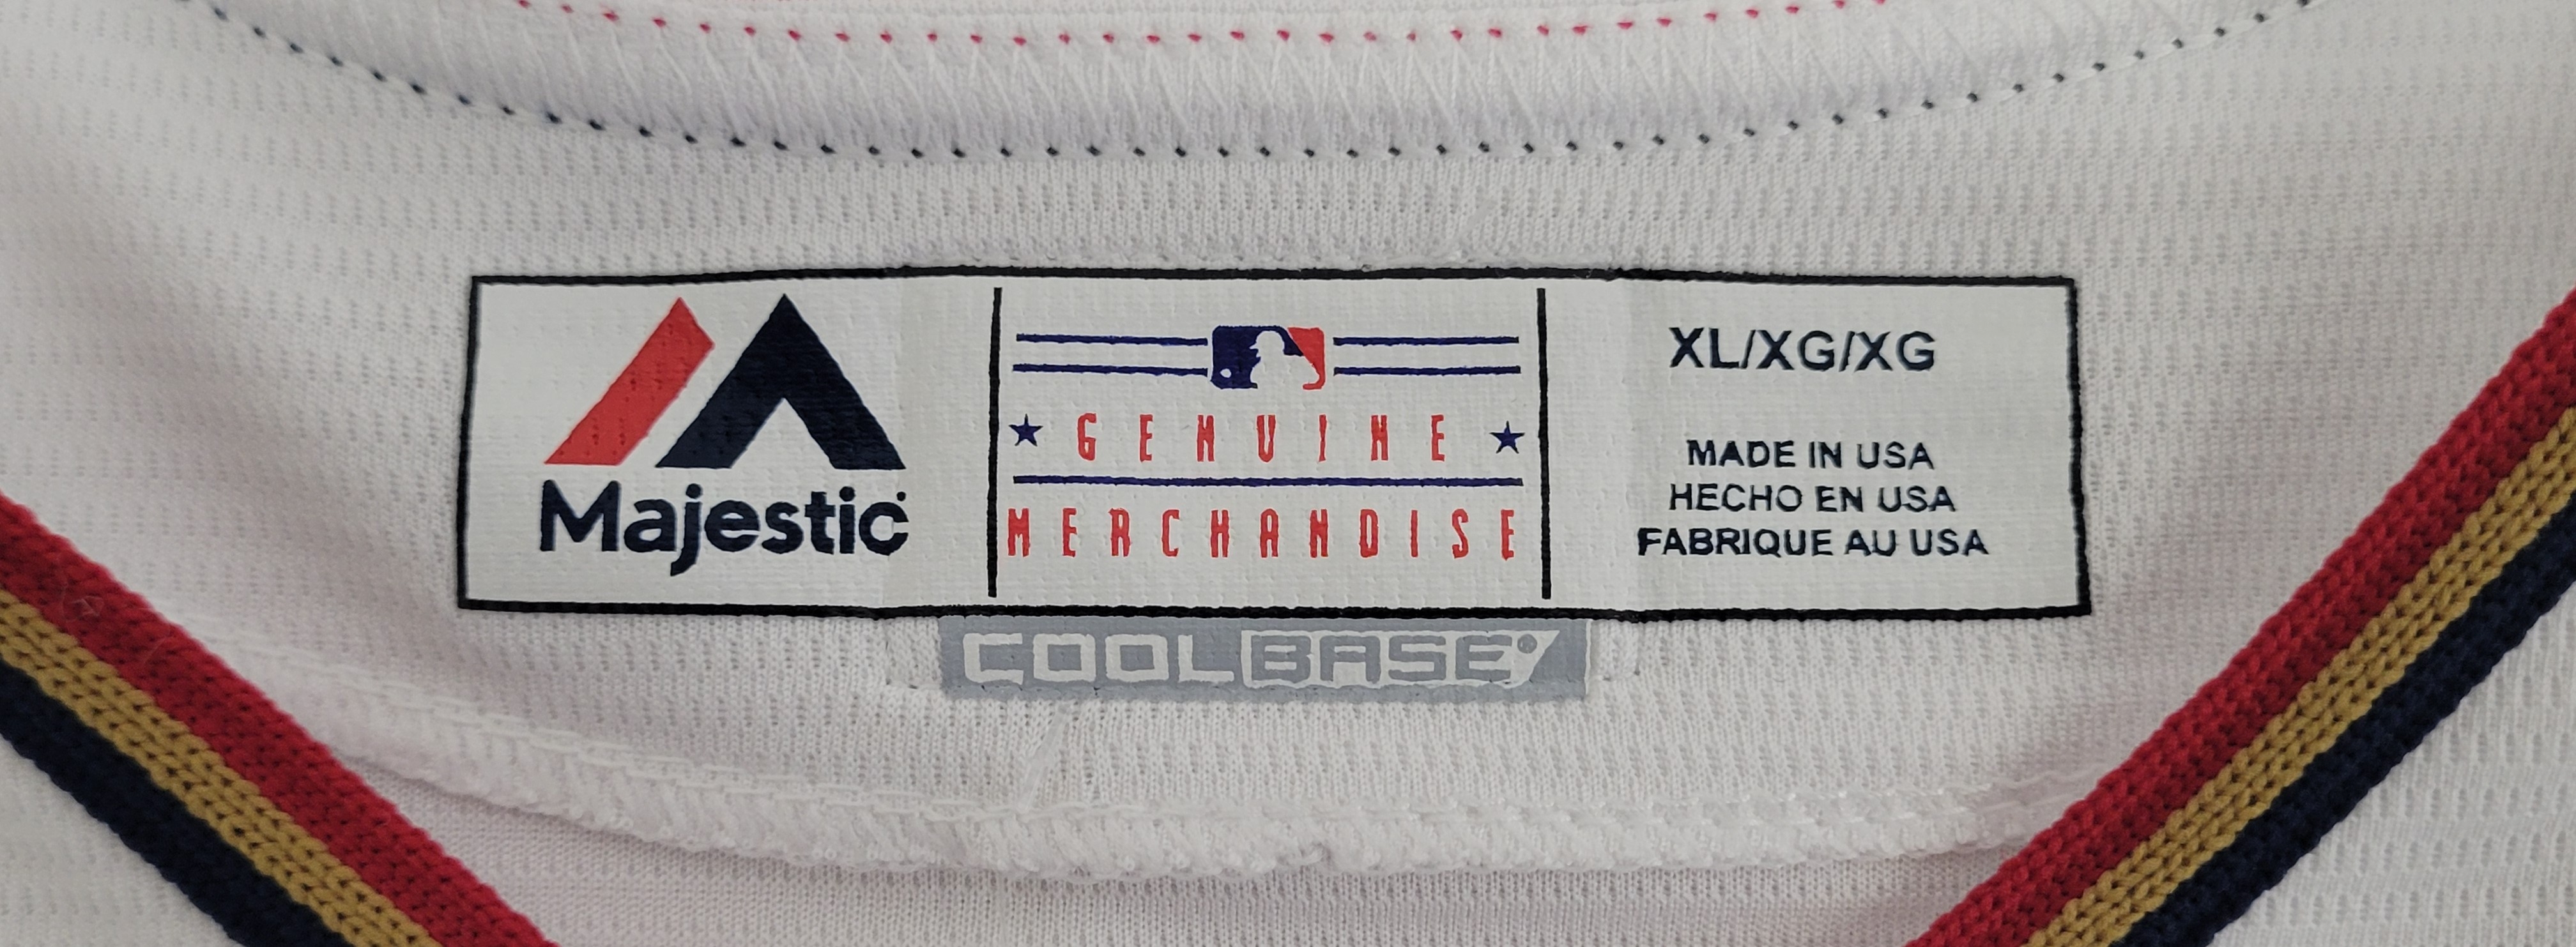 Majestic
GENUINE
MERCHANDISE
XL/XG/XG
MADE IN USA
HECHO EN USA
FABRIQUE AU USA
COOLBASE®